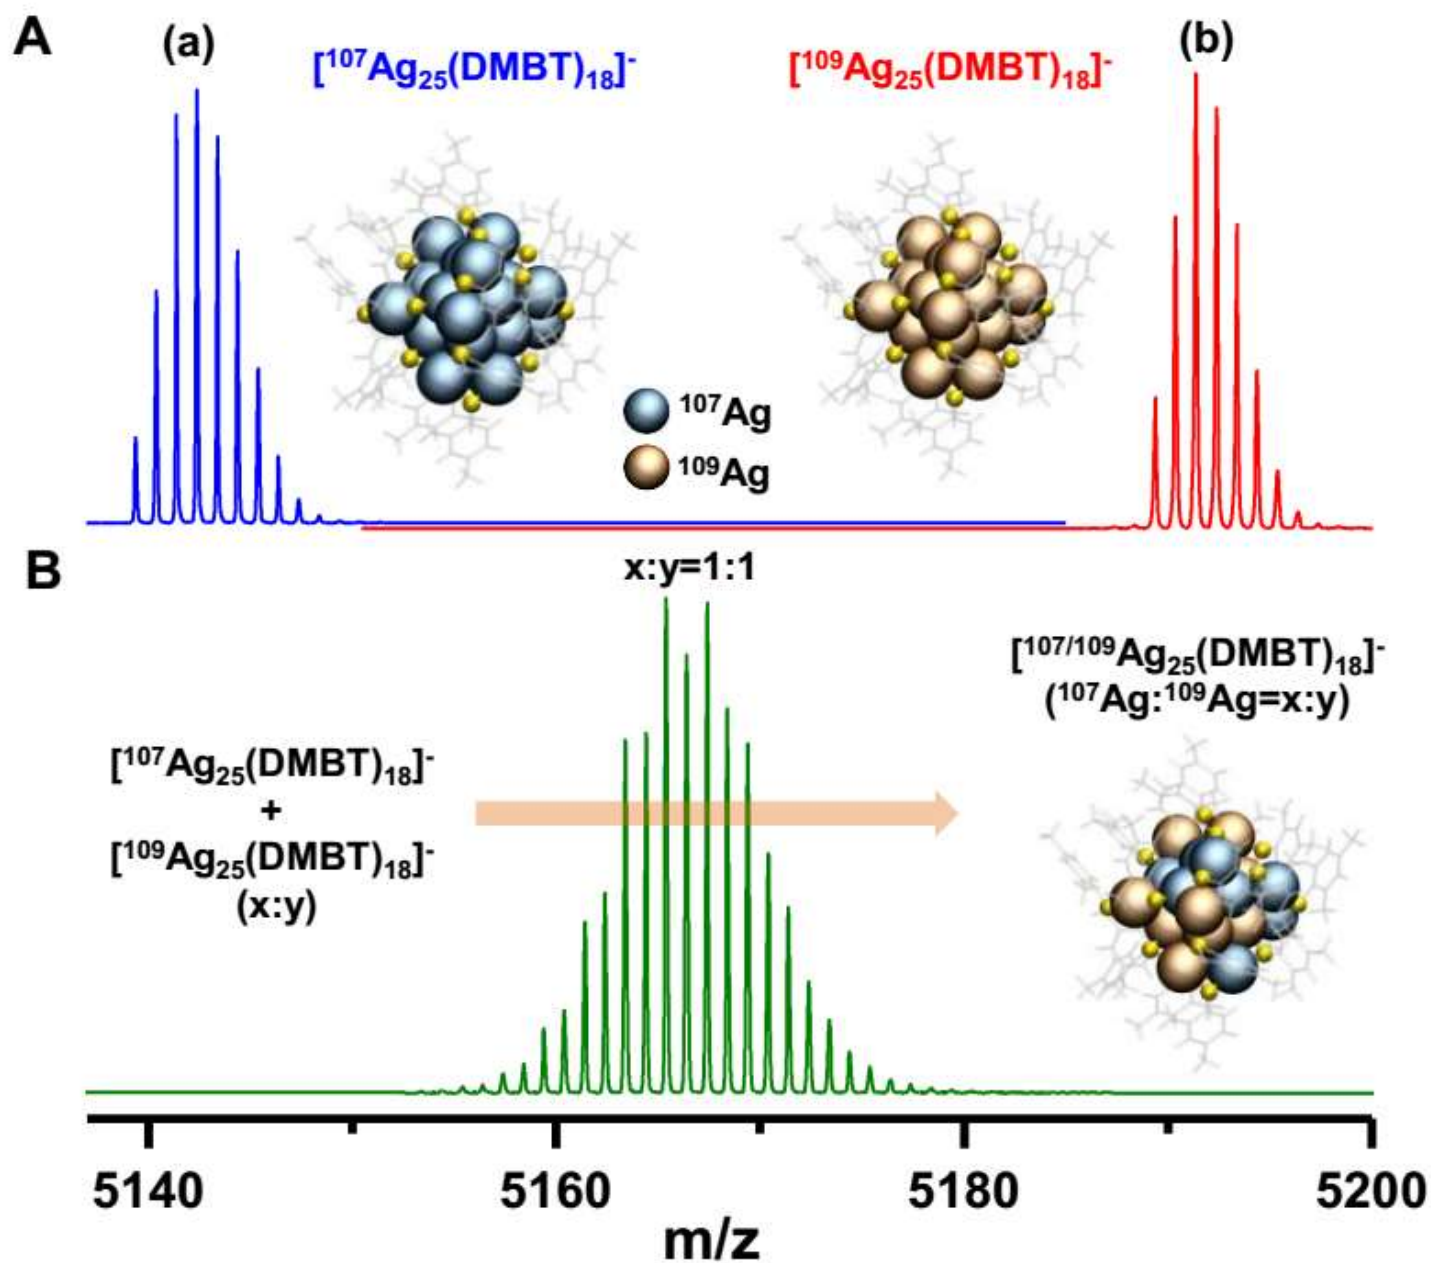 A
(a)
[¹⁰⁷Ag₂₅(DMBT)₁₈]⁻
[¹⁰⁹Ag₂₅(DMBT)₁₈]⁻
(b)
¹⁰⁷Ag
¹⁰⁹Ag
B
x:y=1:1
[¹⁰⁷Ag₂₅(DMBT)₁₈]⁻
+
[¹⁰⁹Ag₂₅(DMBT)₁₈]⁻
(x:y)
[¹⁰⁷/¹⁰⁹Ag₂₅(DMBT)₁₈]⁻
(¹⁰⁷Ag:¹⁰⁹Ag=x:y)
5140 5160 5180 5200
m/z